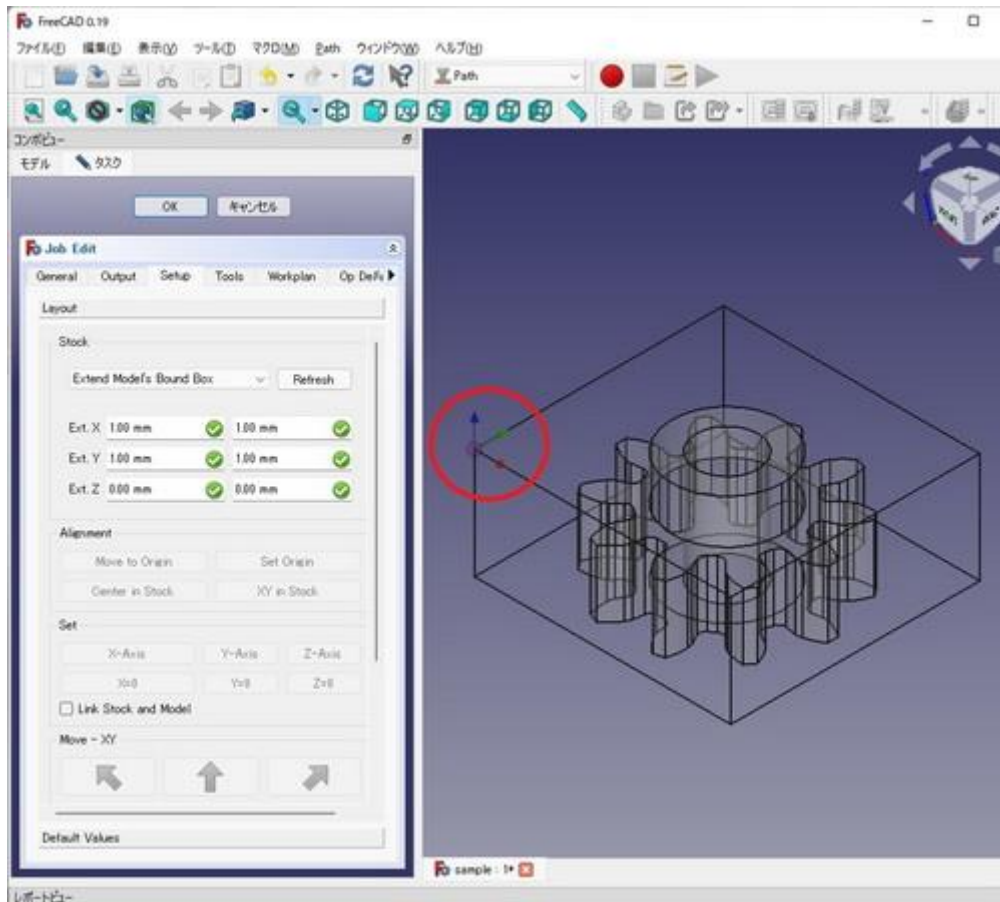 FreeCAD 0.19
ファイル(F) 編集(E) 表示(V) ツール(T) マクロ(M) Path ウィンドウ(W) ヘルプ(H)
Path
コンボビュー
モデル タスク
OK キャンセル
Job Edit
General Output Setup Tools Workplan Op Defa
Layout
Stock
Extend Model's Bound Box Refresh
Ext. X 1.00 mm 1.00 mm
Ext. Y 1.00 mm 1.00 mm
Ext. Z 0.00 mm 0.00 mm
Alignment
Move to Origin Set Origin
Center in Stock XY in Stock
Set
X-Axis Y-Axis Z-Axis
X=0 Y=0 Z=0
Link Stock and Model
Move - XY
Default Values
sample : 1*
レポートビュー